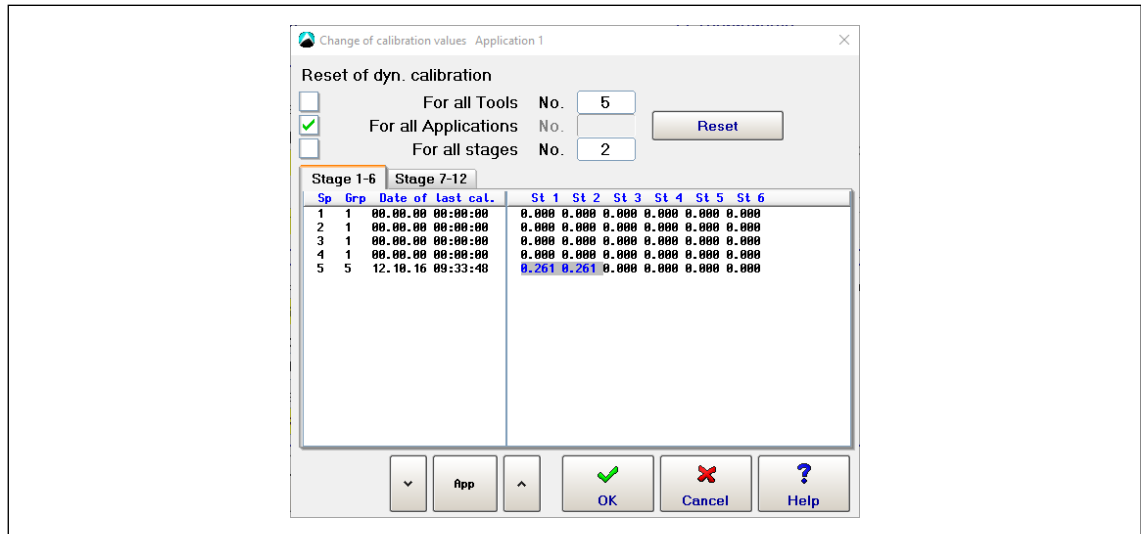 Change of calibration values Application 1
Reset of dyn. calibration
For all Tools No. 5
For all Applications No. Reset
For all stages No. 2
Stage 1-6 Stage 7-12
Sp Grp Date of last cal. St 1 St 2 St 3 St 4 St 5 St 6
1 1 00.00.00 00:00:00 0.000 0.000 0.000 0.000 0.000 0.000
2 1 00.00.00 00:00:00 0.000 0.000 0.000 0.000 0.000 0.000
3 1 00.00.00 00:00:00 0.000 0.000 0.000 0.000 0.000 0.000
4 1 00.00.00 00:00:00 0.000 0.000 0.000 0.000 0.000 0.000
5 5 12.10.16 09:33:48 0.261 0.261 0.000 0.000 0.000 0.000
App
OK Cancel Help